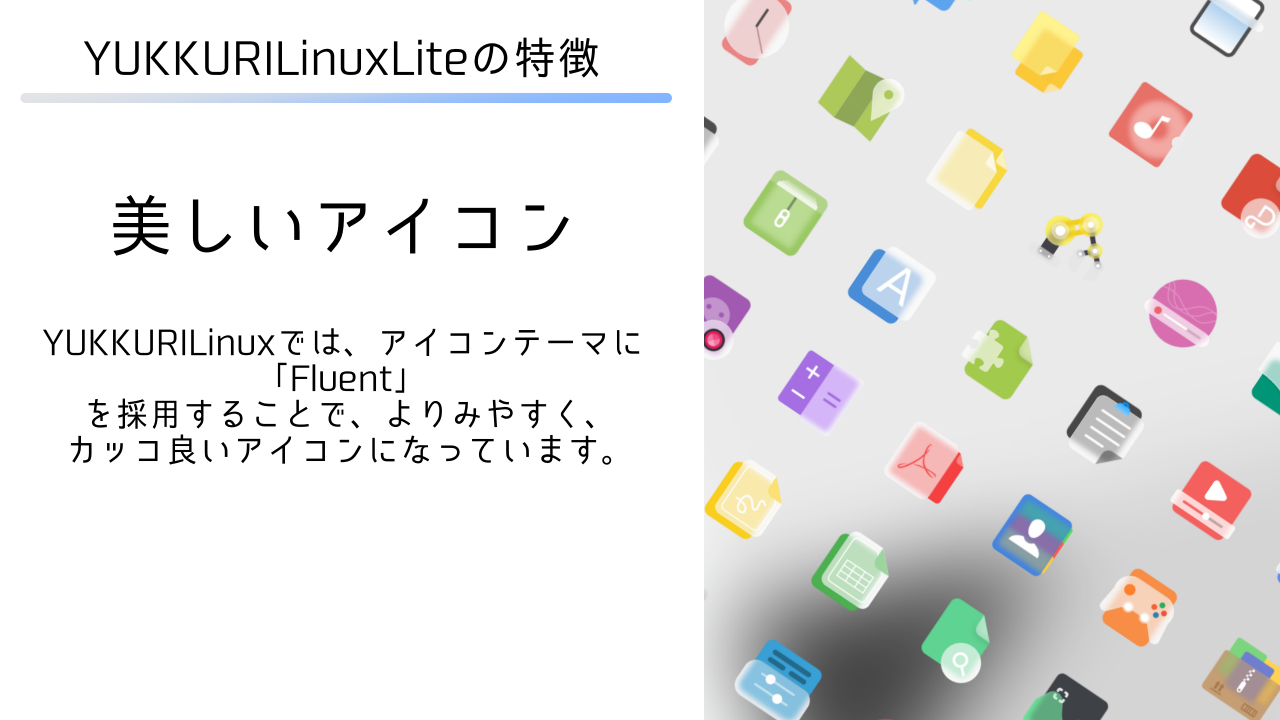 YUKKURILinuxLiteの特徴
美しいアイコン
YUKKURILinuxでは、アイコンテーマに
「Fluent」
を採用することで、よりみやすく、
カッコ良いアイコンになっています。
A